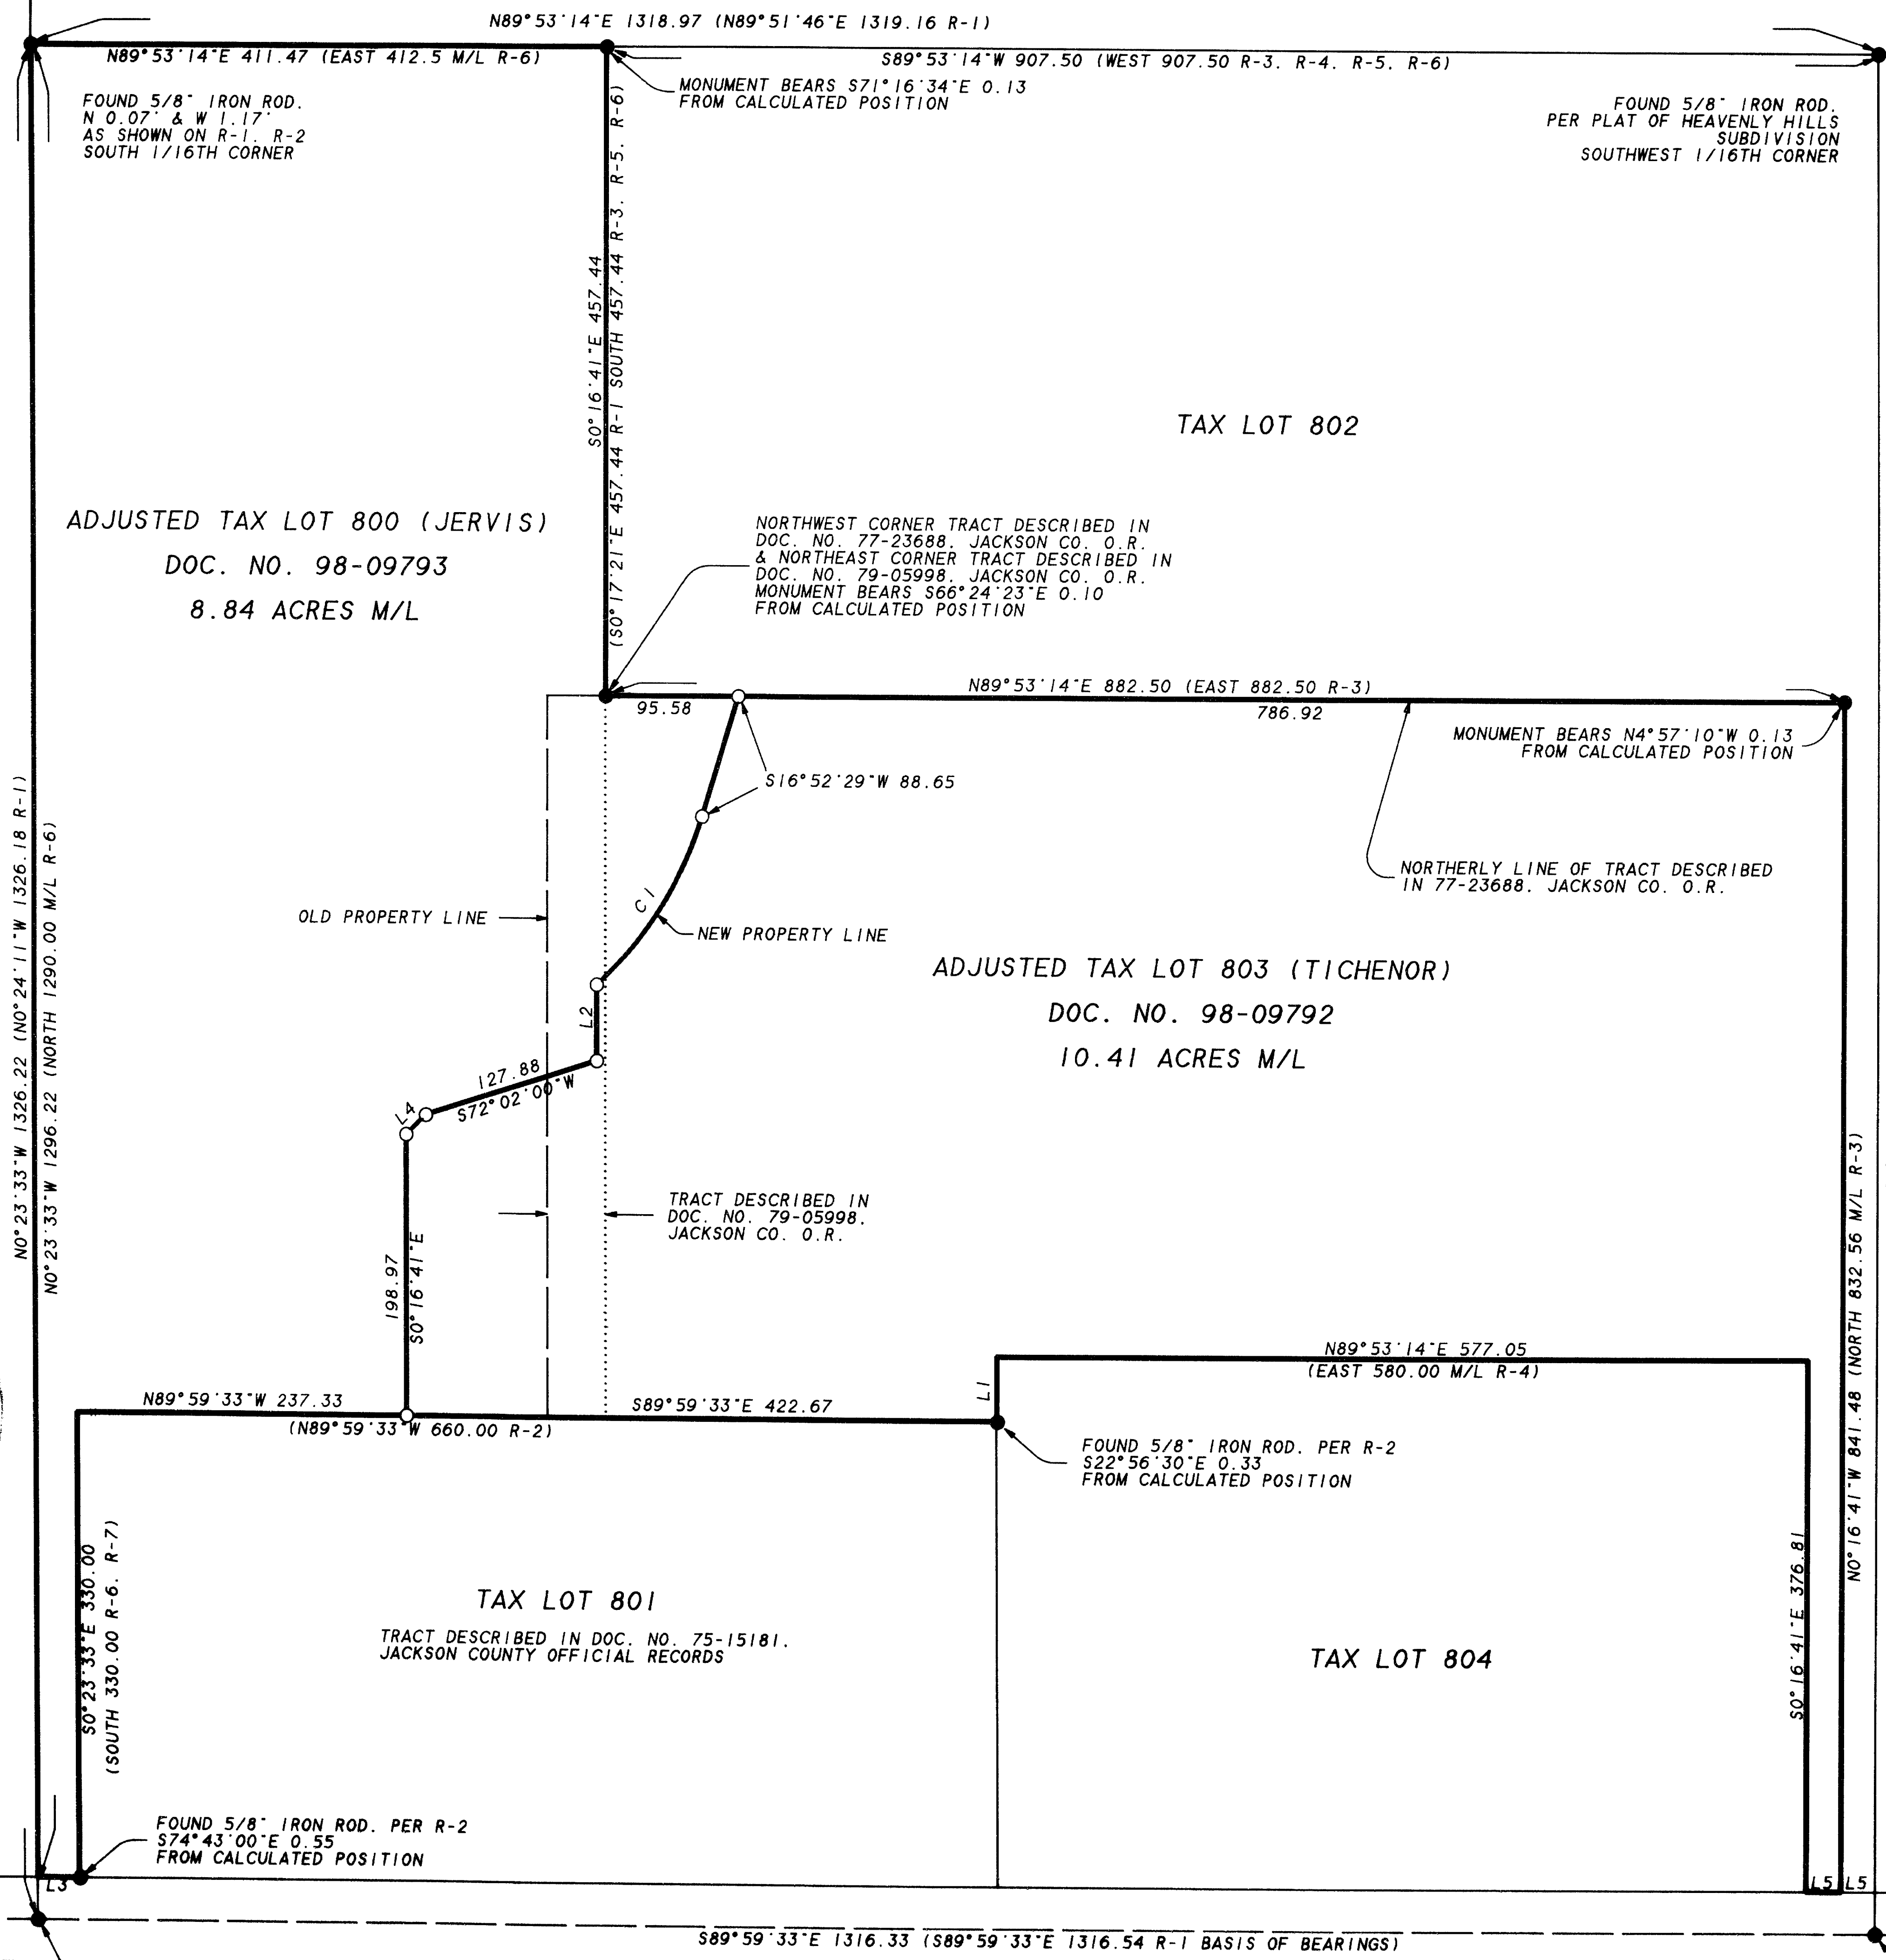 N89°53'14"E 1318.97 (N89°51'46"E 1319.16 R-1)
N89°53'14"E 411.47 (EAST 412.5 M/L R-6)
S89°53'14"W 907.50 (WEST 907.50 R-3. R-4. R-5. R-6)
FOUND 5/8" IRON ROD.
N 0.07' & W 1.17'
AS SHOWN ON R-1. R-2
SOUTH 1/16TH CORNER
MONUMENT BEARS S71°16'34"E 0.13
FROM CALCULATED POSITION
FOUND 5/8" IRON ROD.
PER PLAT OF HEAVENLY HILLS
SUBDIVISION
SOUTHWEST 1/16TH CORNER
S0°16'41"E 457.44
(S0°17'21"E 457.44 R-1 SOUTH 457.44 R-3. R-5. R-6)
TAX LOT 802
ADJUSTED TAX LOT 800 (JERVIS)
DOC. NO. 98-09793
8.84 ACRES M/L
NORTHWEST CORNER TRACT DESCRIBED IN
DOC. NO. 77-23688. JACKSON CO. O.R.
& NORTHEAST CORNER TRACT DESCRIBED IN
DOC. NO. 79-05998. JACKSON CO. O.R.
MONUMENT BEARS S66°24'23"E 0.10
FROM CALCULATED POSITION
N89°53'14"E 882.50 (EAST 882.50 R-3)
95.58
786.92
MONUMENT BEARS N4°57'10"W 0.13
FROM CALCULATED POSITION
S16°52'29"W 88.65
NORTHERLY LINE OF TRACT DESCRIBED
IN 77-23688. JACKSON CO. O.R.
C1
OLD PROPERTY LINE
NEW PROPERTY LINE
ADJUSTED TAX LOT 803 (TICHENOR)
DOC. NO. 98-09792
10.41 ACRES M/L
N0°23'33"W 1326.22 (N0°24'11"W 1326.18 R-1)
N0°23'33"W 1296.22 (NORTH 1290.00 M/L R-6)
L2
127.88
S72°02'00"W
L4
TRACT DESCRIBED IN
DOC. NO. 79-05998.
JACKSON CO. O.R.
198.97
S0°16'41"E
N0°16'41"W 841.48 (NORTH 832.56 M/L R-3)
N89°53'14"E 577.05
(EAST 580.00 M/L R-4)
L1
N89°59'33"W 237.33
S89°59'33"E 422.67
(N89°59'33"W 660.00 R-2)
FOUND 5/8" IRON ROD. PER R-2
S22°56'30"E 0.33
FROM CALCULATED POSITION
S0°23'33"E 330.00
(SOUTH 330.00 R-6. R-7)
TAX LOT 801
TRACT DESCRIBED IN DOC. NO. 75-15181.
JACKSON COUNTY OFFICIAL RECORDS
TAX LOT 804
S0°16'41"E 376.81
FOUND 5/8" IRON ROD. PER R-2
S74°43'00"E 0.55
FROM CALCULATED POSITION
L3
L5
L5
S89°59'33"E 1316.33 (S89°59'33"E 1316.54 R-1 BASIS OF BEARINGS)